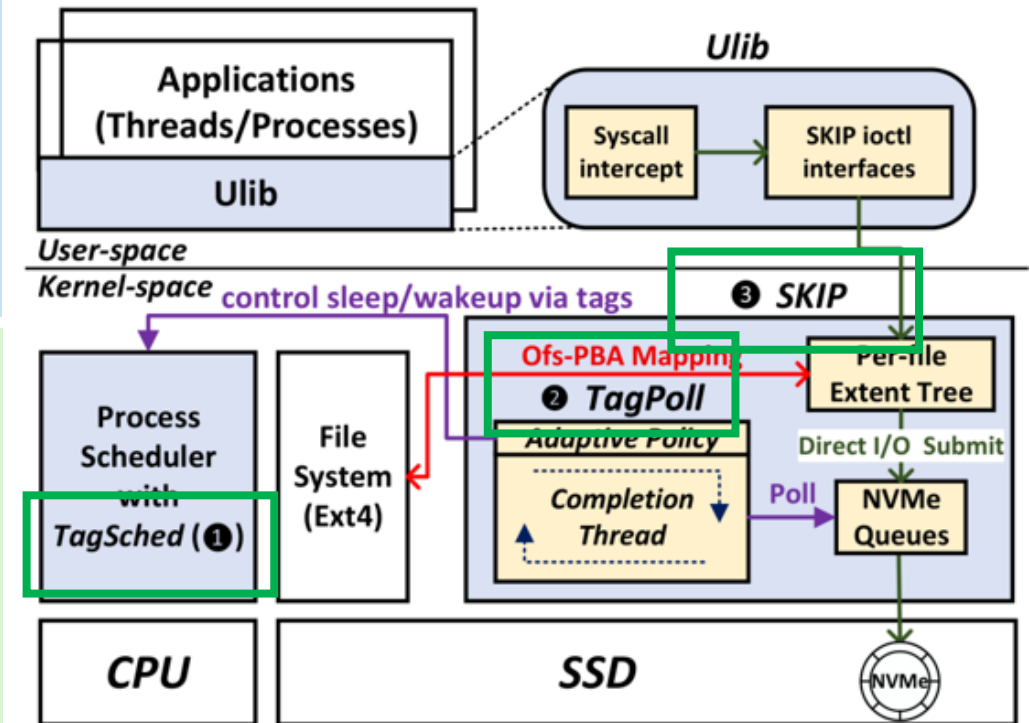 Ulib
Applications
(Threads/Processes)
Ulib
Syscall
intercept
SKIP ioctl
interfaces
User-space
Kernel-space
control sleep/wakeup via tags
❸ SKIP
Process
Scheduler
with
TagSched (❶)
File
System
(Ext4)
Ofs-PBA Mapping
❷ TagPoll
Adaptive Policy
Completion
Thread
Poll
Per-file
Extent Tree
Direct I/O Submit
NVMe
Queues
CPU
SSD
NVMe